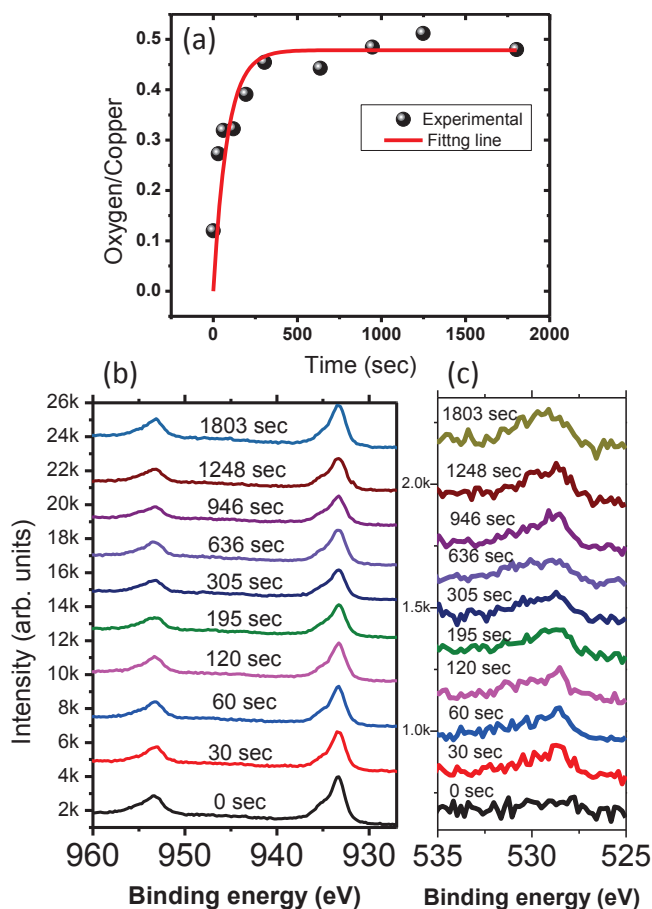 (a)
0.5
0.4
0.3
0.2
0.1
0.0
Oxygen/Copper
Experimental
Fittng line
0 500 1000 1500 2000
Time (sec)
(b)
26k
24k
22k
20k
18k
16k
14k
12k
10k
8k
6k
4k
2k
Intensity (arb. units)
1803 sec
1248 sec
946 sec
636 sec
305 sec
195 sec
120 sec
60 sec
30 sec
0 sec
960 950 940 930
Binding energy (eV)
(c)
2.0k
1.5k
1.0k
1803 sec
1248 sec
946 sec
636 sec
305 sec
195 sec
120 sec
60 sec
30 sec
0 sec
535 530 525
Binding energy (eV)